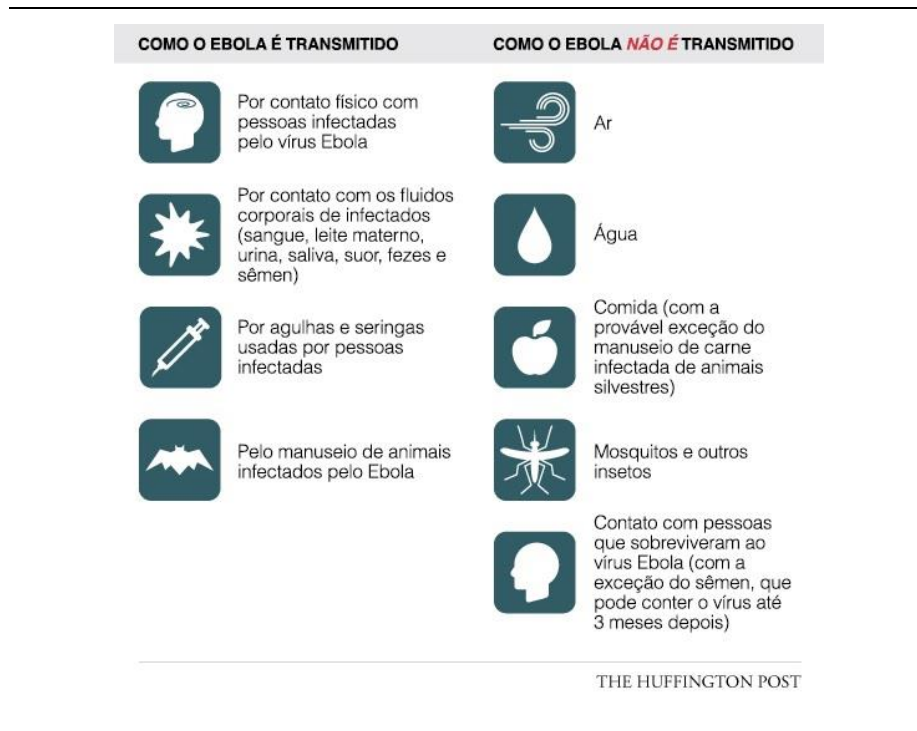 COMO O EBOLA É TRANSMITIDO
Por contato físico com
pessoas infectadas
pelo vírus Ebola
Por contato com os fluidos
corporais de infectados
(sangue, leite materno,
urina, saliva, suor, fezes e
sêmen)
Por agulhas e seringas
usadas por pessoas
infectadas
Pelo manuseio de animais
infectados pelo Ebola
COMO O EBOLA NÃO É TRANSMITIDO
Ar
Água
Comida (com a
provável exceção do
manuseio de carne
infectada de animais
silvestres)
Mosquitos e outros
insetos
Contato com pessoas
que sobreviveram ao
vírus Ebola (com a
exceção do sêmen, que
pode conter o vírus até
3 meses depois)
THE HUFFINGTON POST